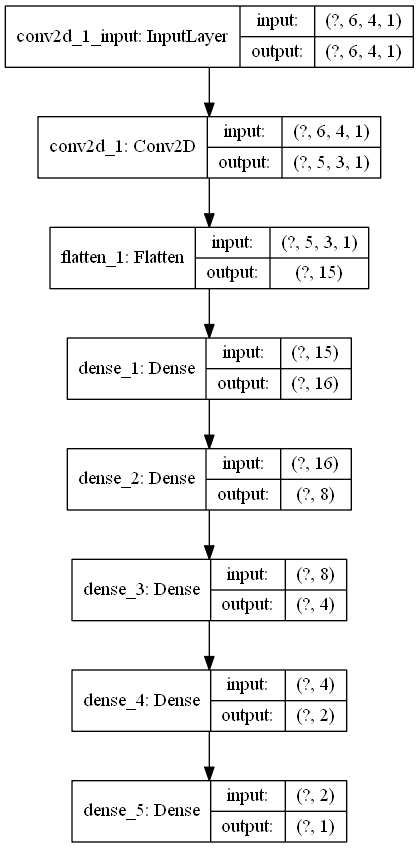 conv2d_1_input: InputLayer
input: (?, 6, 4, 1)
output: (?, 6, 4, 1)
conv2d_1: Conv2D
input: (?, 6, 4, 1)
output: (?, 5, 3, 1)
flatten_1: Flatten
input: (?, 5, 3, 1)
output: (?, 15)
dense_1: Dense
input: (?, 15)
output: (?, 16)
dense_2: Dense
input: (?, 16)
output: (?, 8)
dense_3: Dense
input: (?, 8)
output: (?, 4)
dense_4: Dense
input: (?, 4)
output: (?, 2)
dense_5: Dense
input: (?, 2)
output: (?, 1)